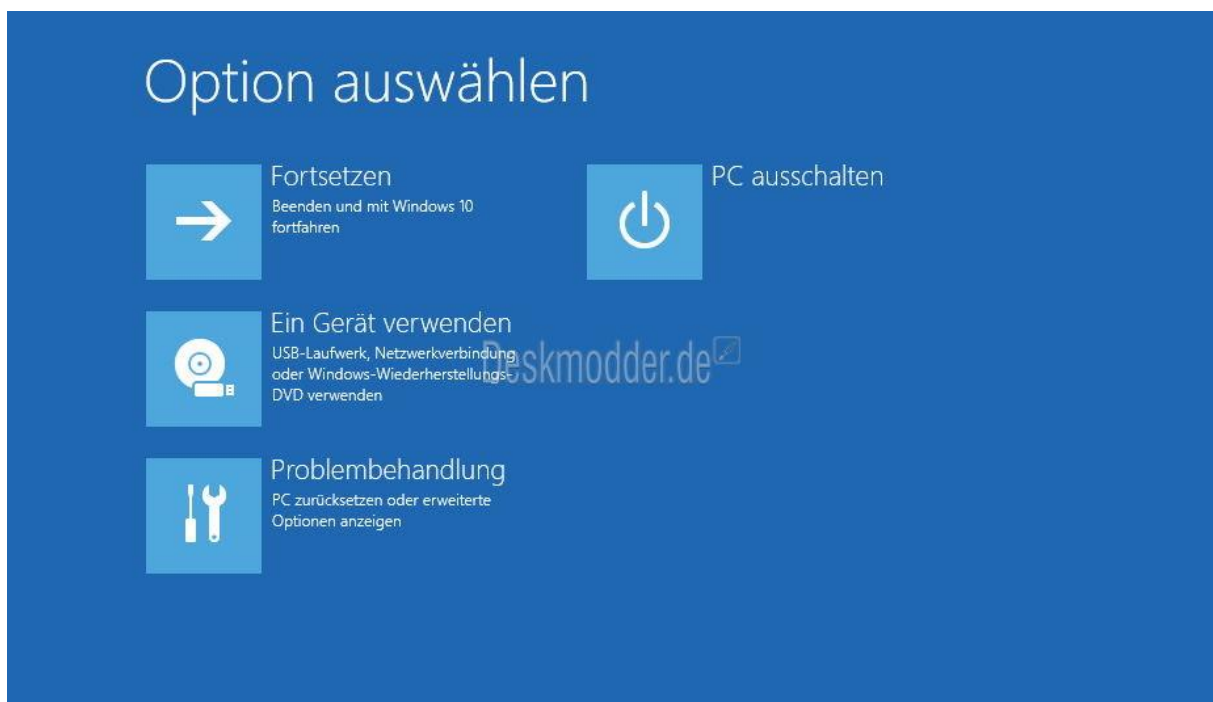 Option auswählen
Fortsetzen
Beenden und mit Windows 10
fortfahren
PC ausschalten
Ein Gerät verwenden
USB-Laufwerk, Netzwerkverbindung
oder Windows-Wiederherstellungs-
DVD verwenden
Deskmodder.de
Problembehandlung
PC zurücksetzen oder erweiterte
Optionen anzeigen